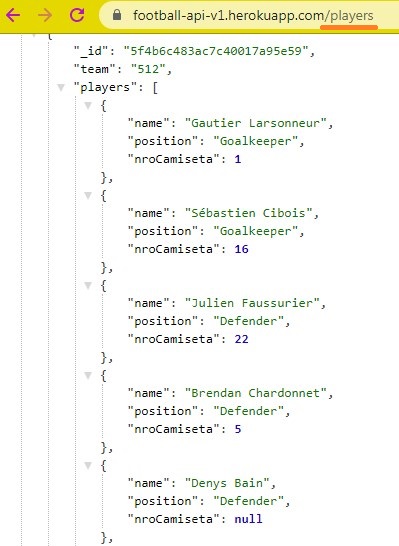 football-api-v1.herokuapp.com/players
{
"_id": "5f4b6c483ac7c40017a95e59",
"team": "512",
"players": [
{
"name": "Gautier Larsonneur",
"position": "Goalkeeper",
"nroCamiseta": 1
},
{
"name": "Sébastien Cibois",
"position": "Goalkeeper",
"nroCamiseta": 16
},
{
"name": "Julien Faussurier",
"position": "Defender",
"nroCamiseta": 22
},
{
"name": "Brendan Chardonnet",
"position": "Defender",
"nroCamiseta": 5
},
{
"name": "Denys Bain",
"position": "Defender",
"nroCamiseta": null
},